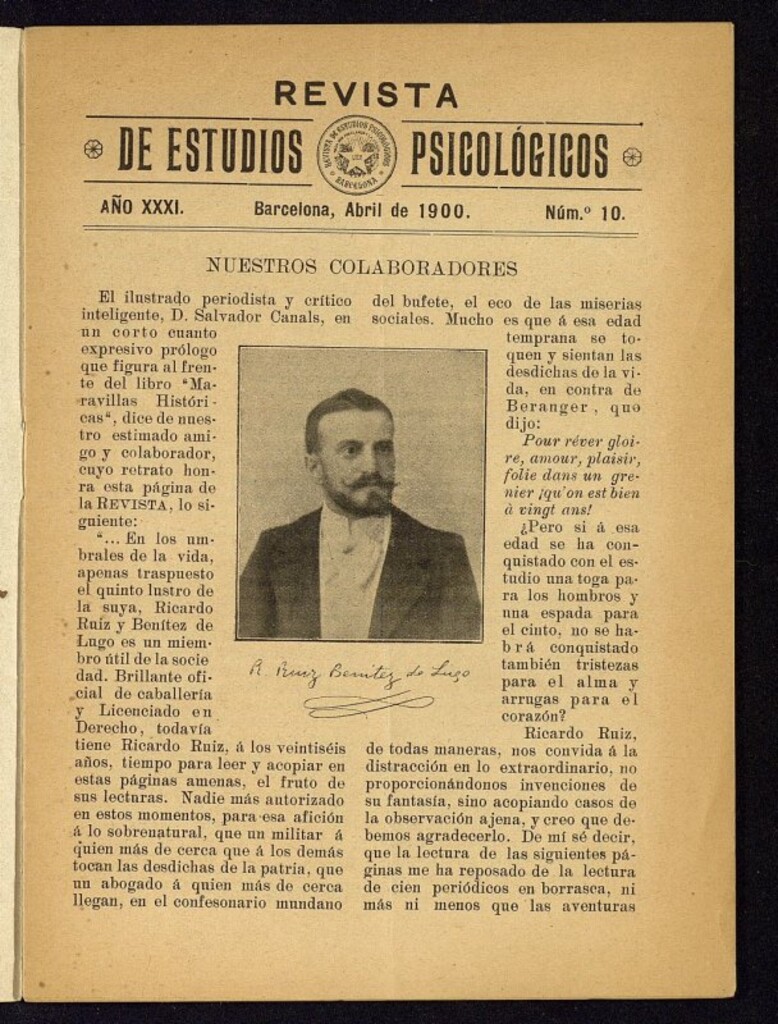 REVISTA
DE ESTUDIOS PSICOLÓGICOS
REVISTA DE ESTUDIOS PSICOLÓGICOS
BARCELONA
AÑO XXXI. Barcelona, Abril de 1900. Núm.º 10.
NUESTROS COLABORADORES
El ilustrado periodista y crítico
inteligente, D. Salvador Canals, en
un corto cuanto
expresivo prólogo
que figura al fren-
te del libro "Ma-
ravillas Históri-
cas", dice de nues-
tro estimado ami-
go y colaborador,
cuyo retrato hon-
ra esta página de
la REVISTA, lo si-
guiente:
"... En los um-
brales de la vida,
apenas traspuesto
el quinto lustro de
la suya, Ricardo
Ruíz y Benítez de
Lugo es un miem-
bro útil de la socie
dad. Brillante ofi-
cial de caballería
y Licenciado en
Derecho, todavía
tiene Ricardo Ruíz, á los veintiséis
años, tiempo para leer y acopiar en
estas páginas amenas, el fruto de
sus lecturas. Nadie más autorizado
en estos momentos, para esa afición
á lo sobrenatural, que un militar á
quien más de cerca que á los demás
tocan las desdichas de la patria, que
un abogado á quien más de cerca
llegan, en el confesonario mundano
R. Ruiz Benitez de Lugo
del bufete, el eco de las miserias
sociales. Mucho es que á esa edad
temprana se to-
quen y sientan las
desdichas de la vi-
da, en contra de
Beranger, que
dijo:
Pour réver gloi-
re, amour, plaisir,
folie dans un gre-
nier ¡qu'on est bien
à vingt ans!
¿Pero si á esa
edad se ha con-
quistado con el es-
tudio una toga pa-
ra los hombros y
una espada para
el cinto, no se ha-
brá conquistado
también tristezas
para el alma y
arrugas para el
corazón?
Ricardo Ruiz,
de todas maneras, nos convida á la
distracción en lo extraordinario, no
proporcionándonos invenciones de
su fantasía, sino acopiando casos de
la observación ajena, y creo que de-
bemos agradecerlo. De mí sé decir,
que la lectura de las siguientes pá-
ginas me ha reposado de la lectura
de cien periódicos en borrasca, ni
más ni menos que las aventuras